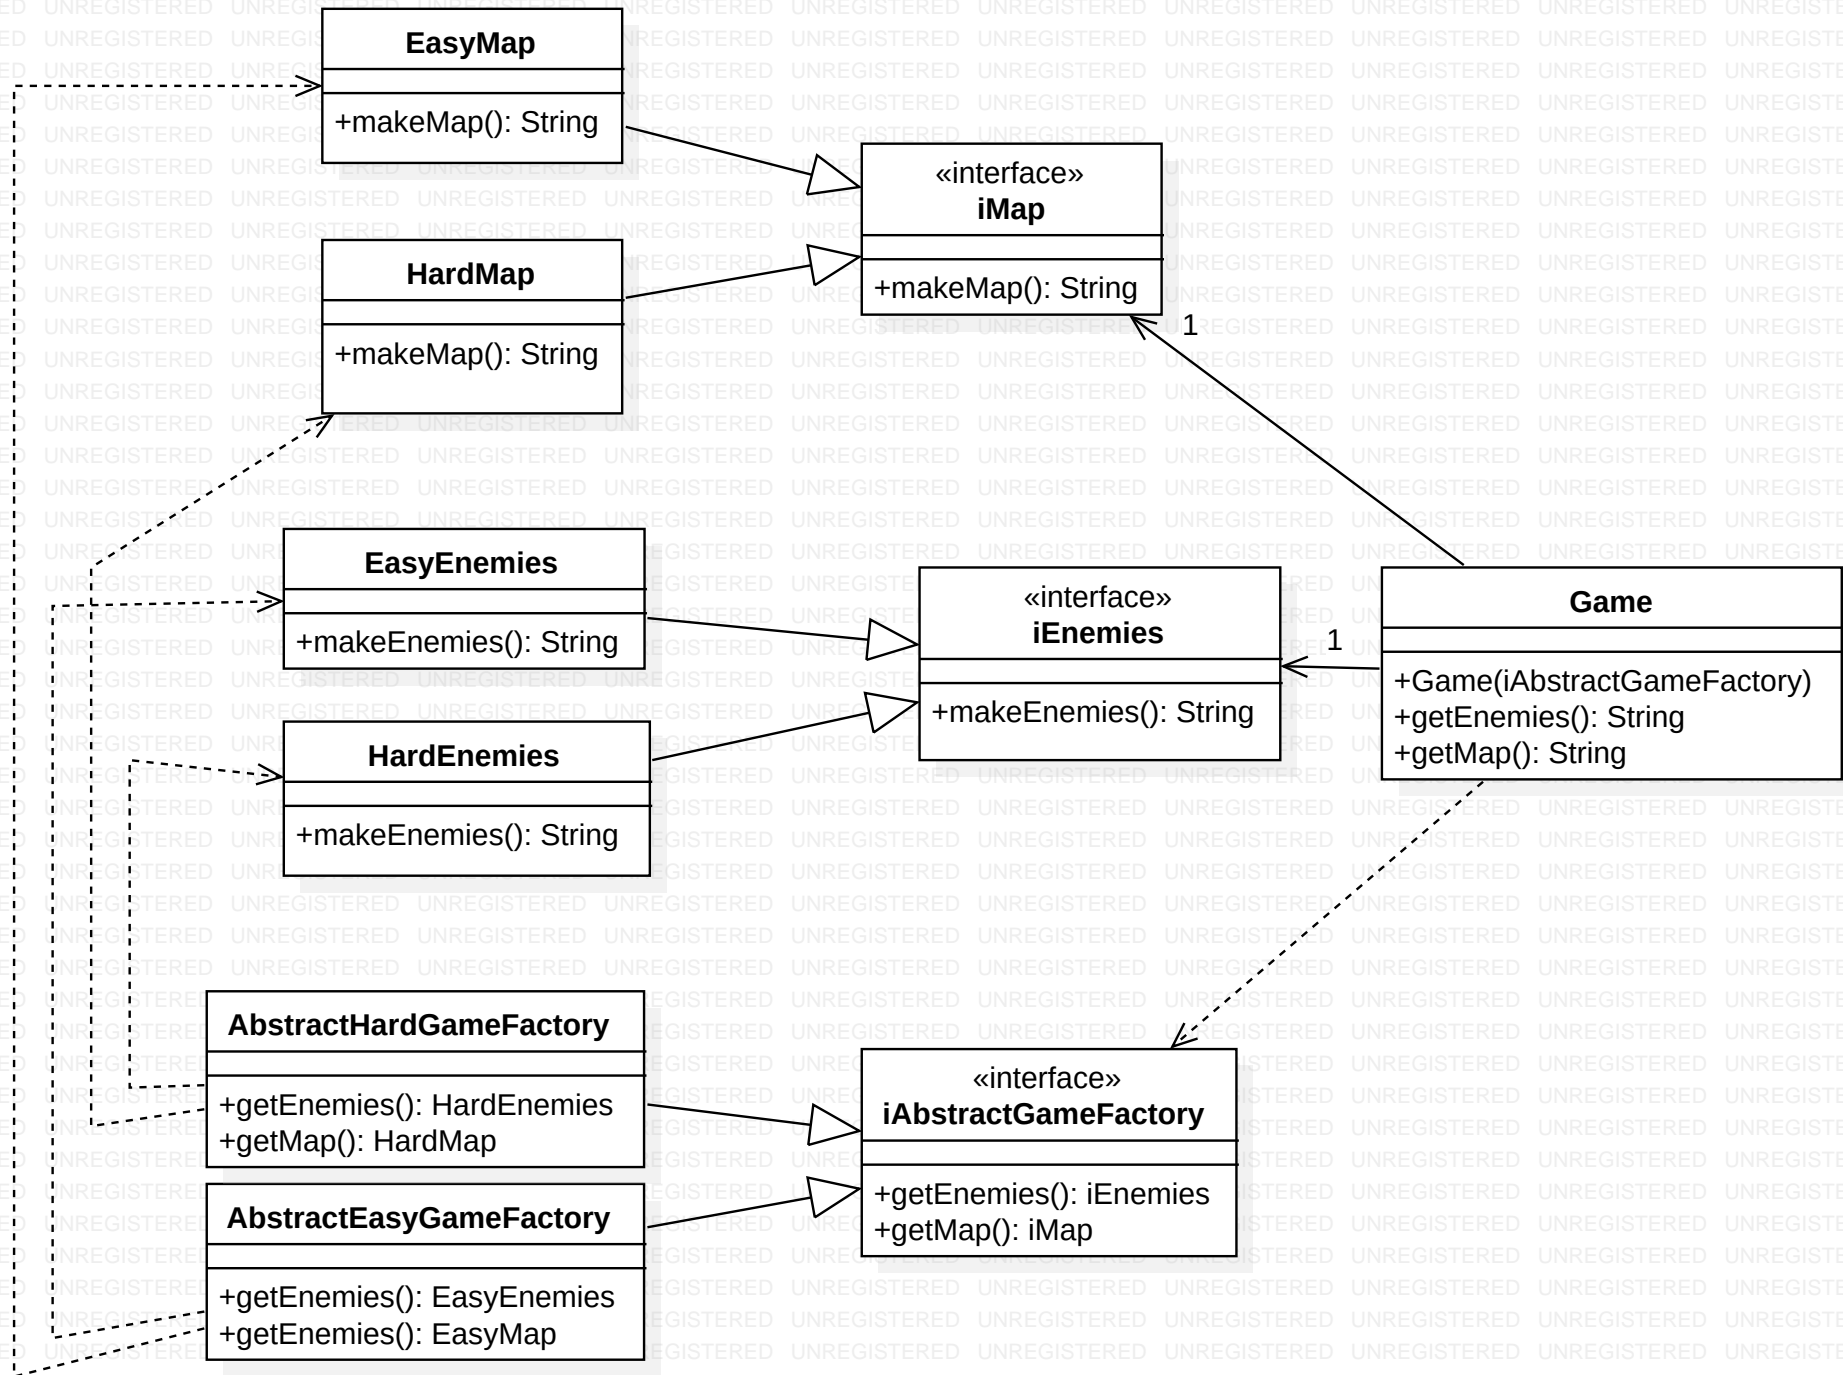 EasyMap
+makeMap(): String
«interface»
iMap
+makeMap(): String
HardMap
+makeMap(): String
1
EasyEnemies
+makeEnemies(): String
«interface»
iEnemies
+makeEnemies(): String
1
Game
+Game(iAbstractGameFactory)
+getEnemies(): String
+getMap(): String
HardEnemies
+makeEnemies(): String
AbstractHardGameFactory
+getEnemies(): HardEnemies
+getMap(): HardMap
«interface»
iAbstractGameFactory
+getEnemies(): iEnemies
+getMap(): iMap
AbstractEasyGameFactory
+getEnemies(): EasyEnemies
+getEnemies(): EasyMap
UNREGISTERED